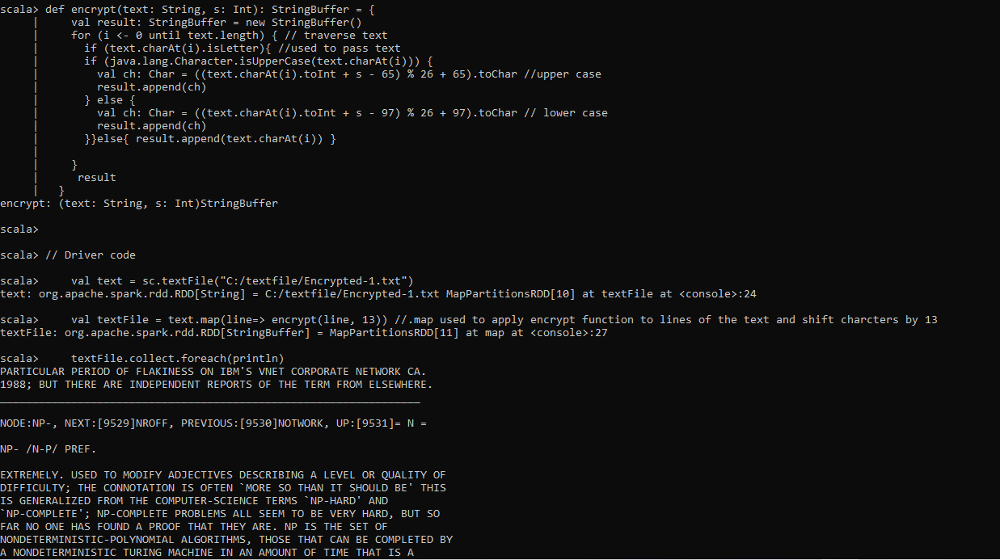 scala> def encrypt(text: String, s: Int): StringBuffer = {
     |     val result: StringBuffer = new StringBuffer()
     |     for (i <- 0 until text.length) { // traverse text
     |       if (text.charAt(i).isLetter){ //used to pass text
     |       if (java.lang.Character.isUpperCase(text.charAt(i))) {
     |         val ch: Char = ((text.charAt(i).toInt + s - 65) % 26 + 65).toChar //upper case
     |         result.append(ch)
     |       } else {
     |         val ch: Char = ((text.charAt(i).toInt + s - 97) % 26 + 97).toChar // lower case
     |         result.append(ch)
     |       }}else{ result.append(text.charAt(i)) }
     |
     |     }
     |      result
     |   }
encrypt: (text: String, s: Int)StringBuffer

scala>

scala> // Driver code

scala>     val text = sc.textFile("C:/textfile/Encrypted-1.txt")
text: org.apache.spark.rdd.RDD[String] = C:/textfile/Encrypted-1.txt MapPartitionsRDD[10] at textFile at <console>:24

scala>     val textFile = text.map(line=> encrypt(line, 13)) //.map used to apply encrypt function to lines of the text and shift charcters by 13
textFile: org.apache.spark.rdd.RDD[StringBuffer] = MapPartitionsRDD[11] at map at <console>:27

scala>     textFile.collect.foreach(println)
PARTICULAR PERIOD OF FLAKINESS ON IBM'S VNET CORPORATE NETWORK CA.
1988; BUT THERE ARE INDEPENDENT REPORTS OF THE TERM FROM ELSEWHERE.
_________________________________________________________________

NODE:NP-, NEXT:[9529]NROFF, PREVIOUS:[9530]NOTWORK, UP:[9531]= N =

NP- /N-P/ PREF.

EXTREMELY. USED TO MODIFY ADJECTIVES DESCRIBING A LEVEL OR QUALITY OF
DIFFICULTY; THE CONNOTATION IS OFTEN `MORE SO THAN IT SHOULD BE' THIS
IS GENERALIZED FROM THE COMPUTER-SCIENCE TERMS `NP-HARD' AND
`NP-COMPLETE'; NP-COMPLETE PROBLEMS ALL SEEM TO BE VERY HARD, BUT SO
FAR NO ONE HAS FOUND A PROOF THAT THEY ARE. NP IS THE SET OF
NONDETERMINISTIC-POLYNOMIAL ALGORITHMS, THOSE THAT CAN BE COMPLETED BY
A NONDETERMINISTIC TURING MACHINE IN AN AMOUNT OF TIME THAT IS A